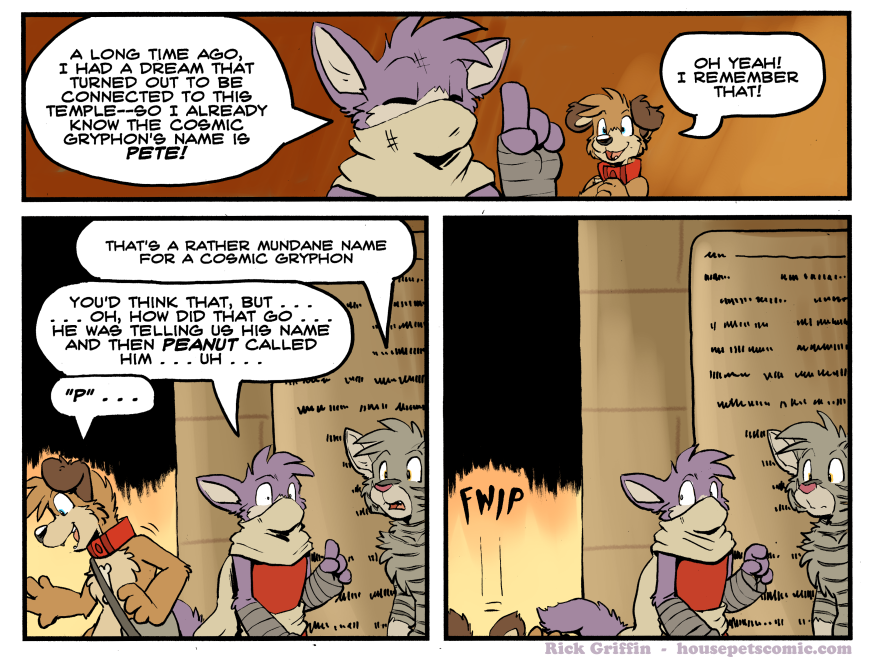 A LONG TIME AGO,
I HAD A DREAM THAT
TURNED OUT TO BE
CONNECTED TO THIS
TEMPLE--SO I ALREADY
KNOW THE COSMIC
GRYPHON'S NAME IS
PETE!
OH YEAH!
I REMEMBER
THAT!
THAT'S A RATHER MUNDANE NAME
FOR A COSMIC GRYPHON
YOU'D THINK THAT, BUT . . .
. . . OH, HOW DID THAT GO . . .
HE WAS TELLING US HIS NAME
AND THEN PEANUT CALLED
HIM . . . UH . . .
"P" . . .
FWIP
Rick Griffin - housepetscomic.com